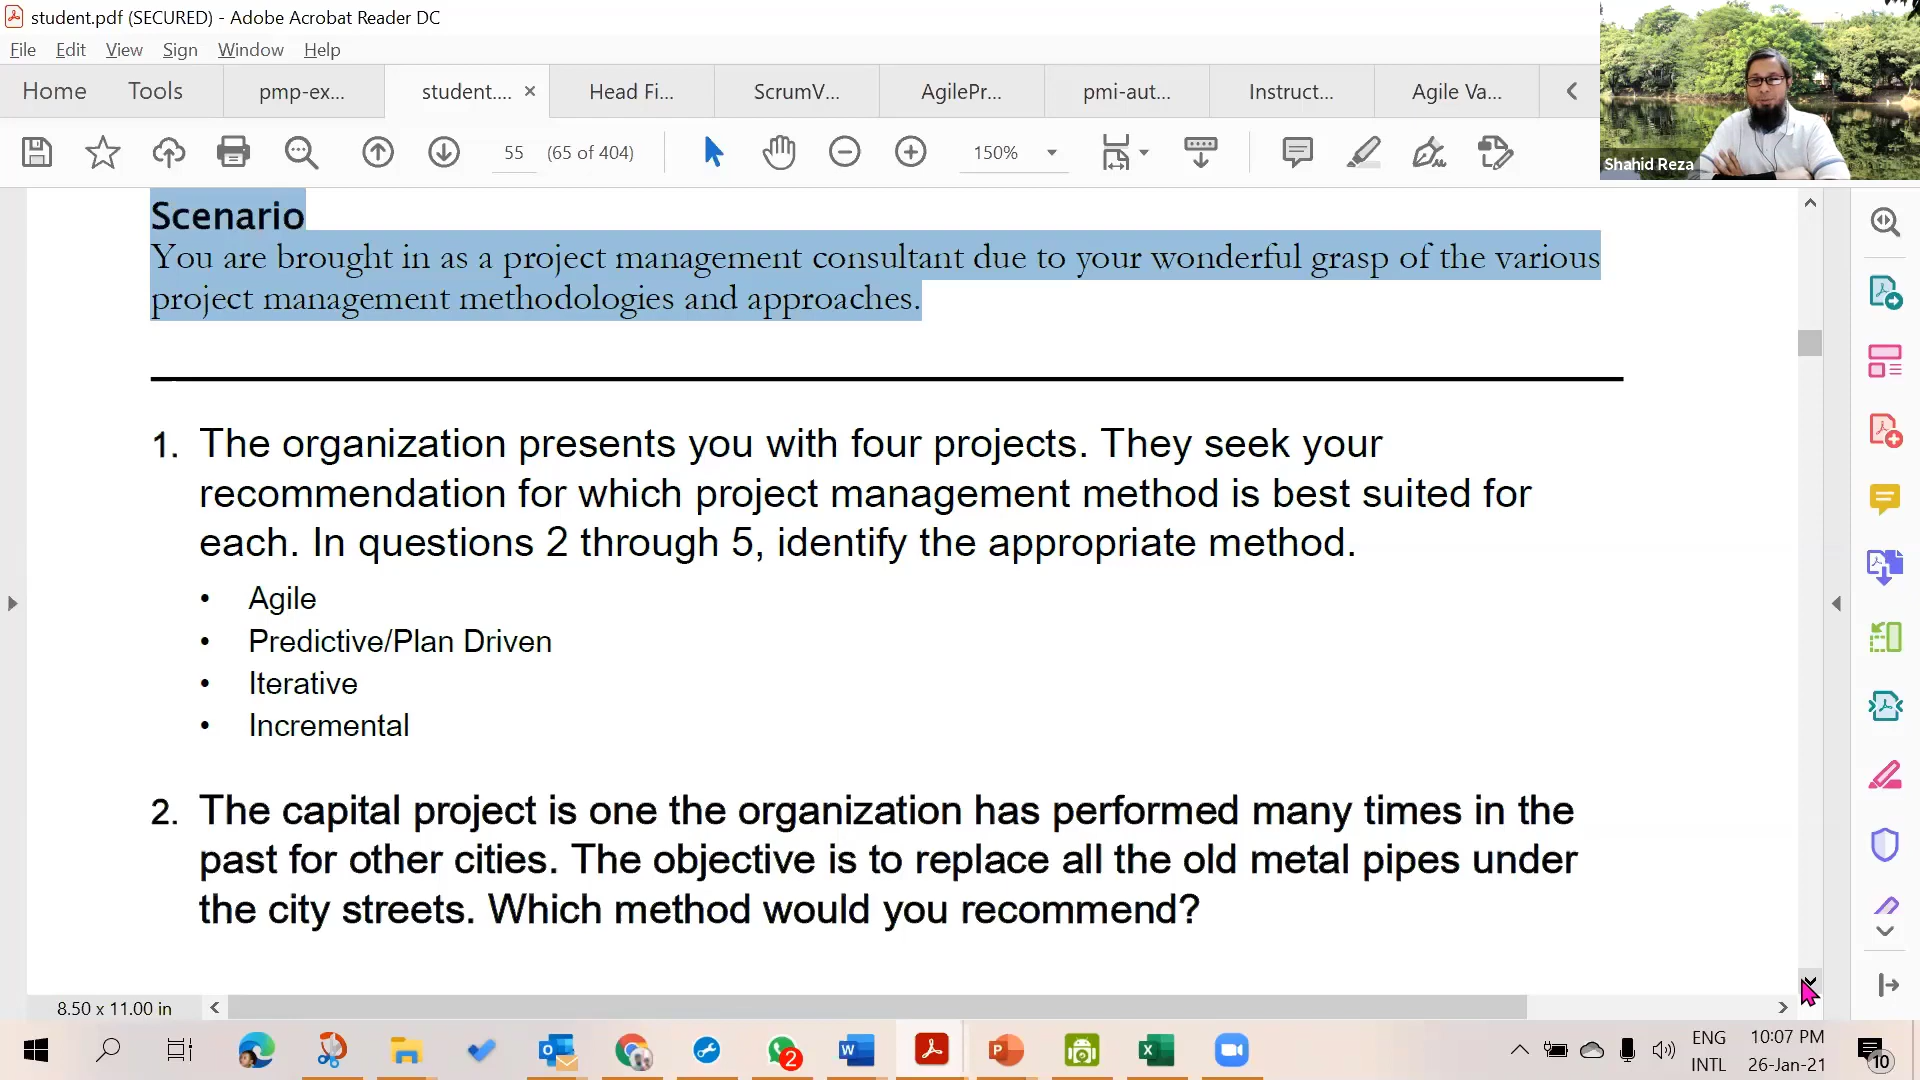 student.pdf (SECURED) - Adobe Acrobat Reader DC
File Edit View Sign Window Help
Home Tools pmp-ex... student.... × Head Fi... ScrumV... AgilePr... pmi-aut... Instruct... Agile Va...
55 (65 of 404) 150%
Shahid Reza
Scenario
You are brought in as a project management consultant due to your wonderful grasp of the various
project management methodologies and approaches.
1. The organization presents you with four projects. They seek your
recommendation for which project management method is best suited for
each. In questions 2 through 5, identify the appropriate method.
• Agile
• Predictive/Plan Driven
• Iterative
• Incremental
2. The capital project is one the organization has performed many times in the
past for other cities. The objective is to replace all the old metal pipes under
the city streets. Which method would you recommend?
8.50 x 11.00 in
2
ENG 10:07 PM
INTL 26-Jan-21
10